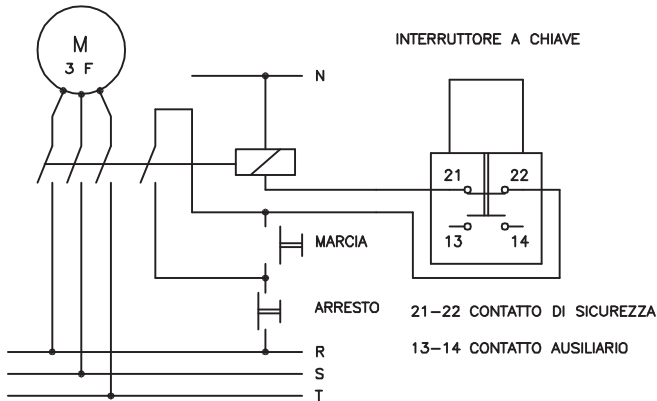 M
3 F
INTERRUTTORE A CHIAVE
N
21 22
13 14
MARCIA
ARRESTO
21-22 CONTATTO DI SICUREZZA
13-14 CONTATTO AUSILIARIO
R
S
T